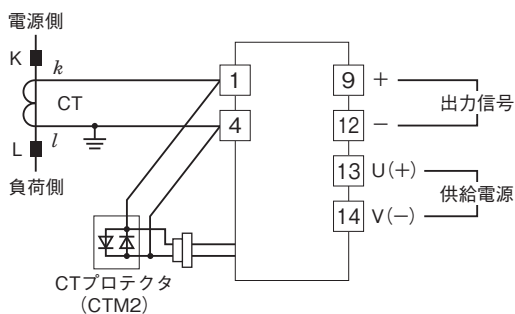 電源側
K
k
CT
l
L
負荷側
1
4
9 +
12 −
出力信号
13 U(+)
14 V(−)
供給電源
CTプロテクタ
(CTM2)